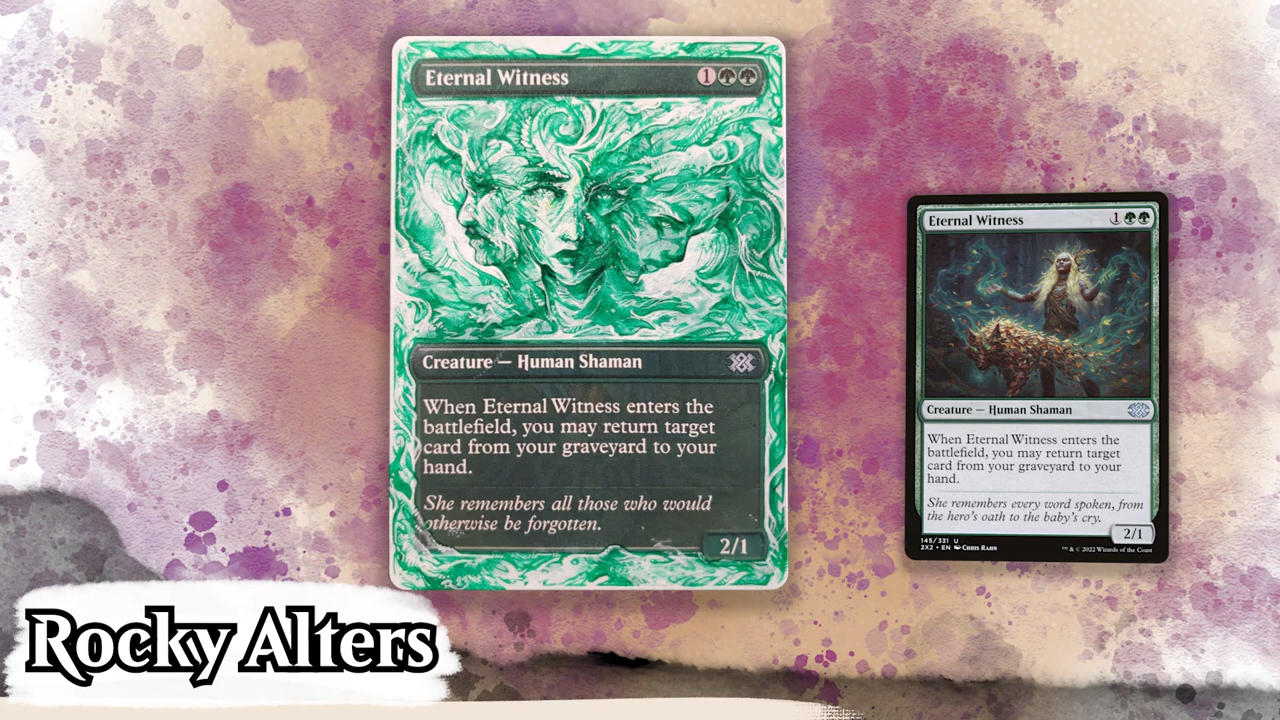 Eternal Witness 1
Creature — Human Shaman
When Eternal Witness enters the
battlefield, you may return target
card from your graveyard to your
hand.
She remembers all those who would
otherwise be forgotten.
2/1
Eternal Witness 1
Creature — Human Shaman
When Eternal Witness enters the
battlefield, you may return target
card from your graveyard to your
hand.
She remembers every word spoken, from
the hero's oath to the baby's cry.
2/1
145/331 U
2X2 • EN Chris Rahn
™ & © 2022 Wizards of the Coast
Rocky Alters